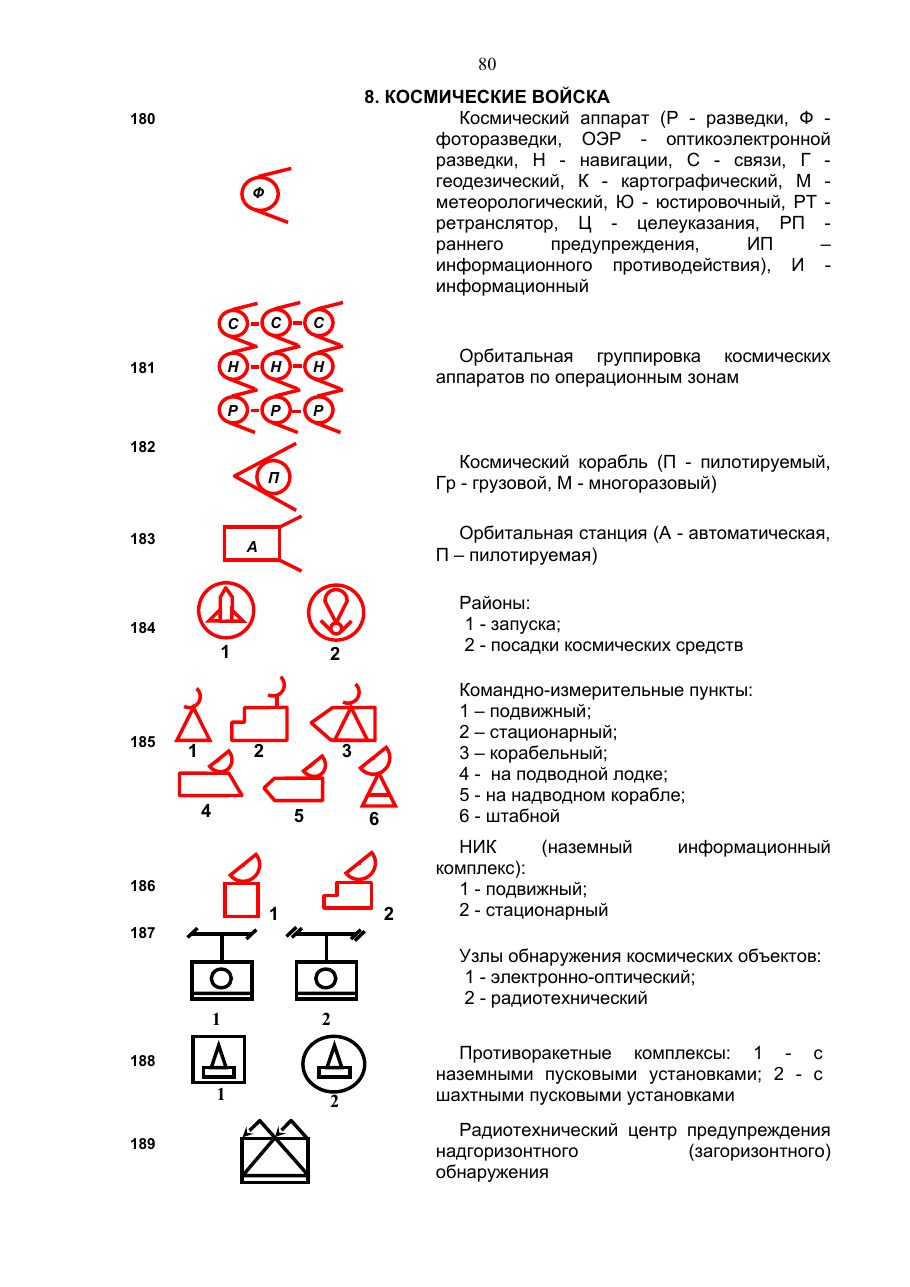 80
8. КОСМИЧЕСКИЕ ВОЙСКА
180
Ф
Космический аппарат (Р - разведки, Ф -
фоторазведки, ОЭР - оптикоэлектронной
разведки, Н - навигации, С - связи, Г -
геодезический, К - картографический, М -
метеорологический, Ю - юстировочный, РТ -
ретранслятор, Ц - целеуказания, РП -
раннего предупреждения, ИП –
информационного противодействия), И -
информационный
181
С С С
Н Н Н
Р Р Р
Орбитальная группировка космических
аппаратов по операционным зонам
182
П
Космический корабль (П - пилотируемый,
Гр - грузовой, М - многоразовый)
183
А
Орбитальная станция (А - автоматическая,
П – пилотируемая)
184
1 2
Районы:
1 - запуска;
2 - посадки космических средств
185
1 2 3
4 5 6
Командно-измерительные пункты:
1 – подвижный;
2 – стационарный;
3 – корабельный;
4 - на подводной лодке;
5 - на надводном корабле;
6 - штабной
186
1 2
НИК (наземный информационный
комплекс):
1 - подвижный;
2 - стационарный
187
1 2
Узлы обнаружения космических объектов:
1 - электронно-оптический;
2 - радиотехнический
188
1 2
Противоракетные комплексы: 1 - с
наземными пусковыми установками; 2 - с
шахтными пусковыми установками
189
Радиотехнический центр предупреждения
надгоризонтного (загоризонтного)
обнаружения